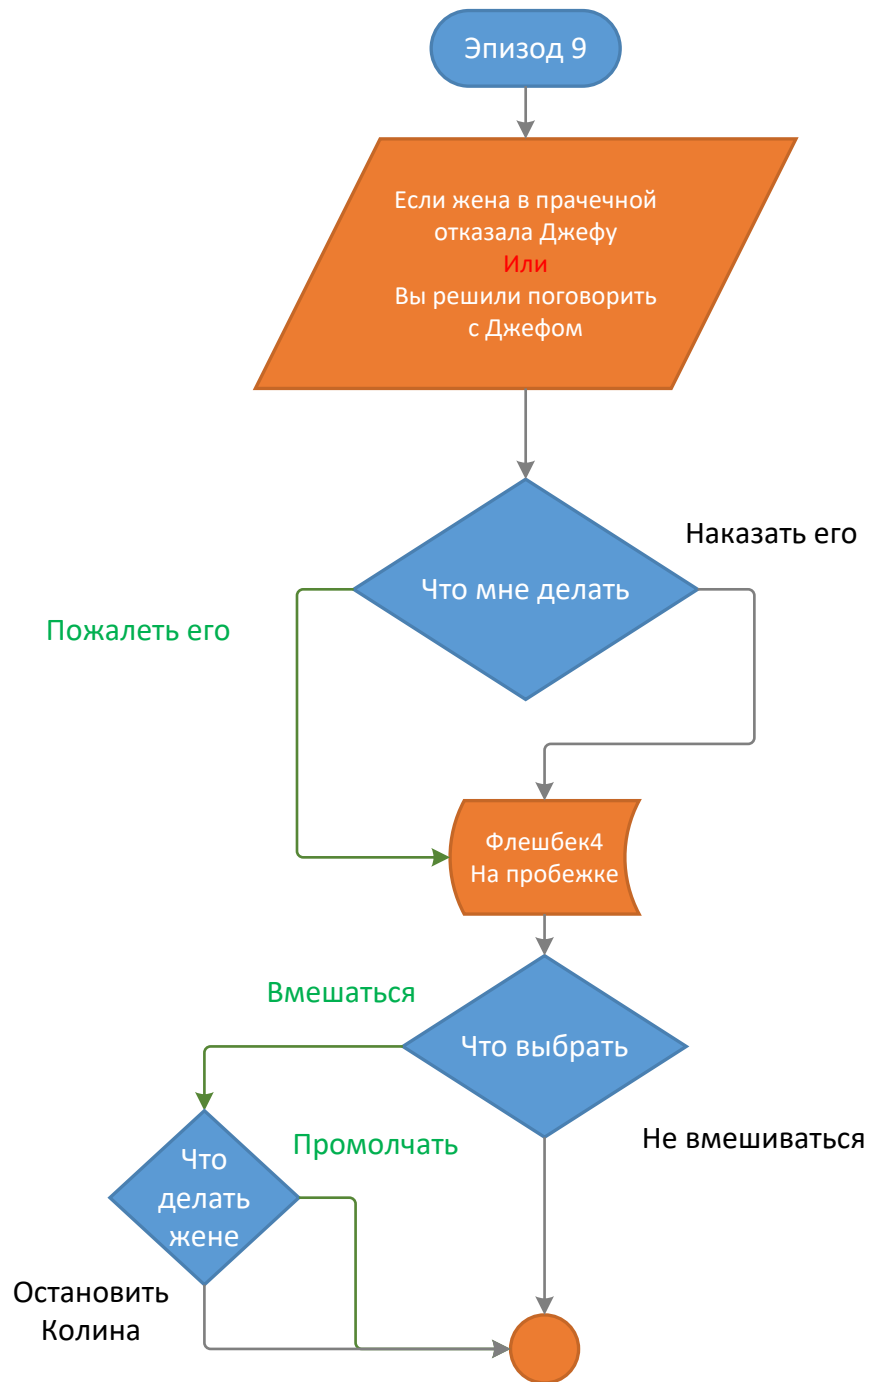 Эпизод 9
Если жена в прачечной
отказала Джефу
Или
Вы решили поговорить
с Джефом
Наказать его
Что мне делать
Пожалеть его
Флешбек4
На пробежке
Вмешаться
Что выбрать
Не вмешиваться
Промолчать
Что
делать
жене
Остановить
Колина